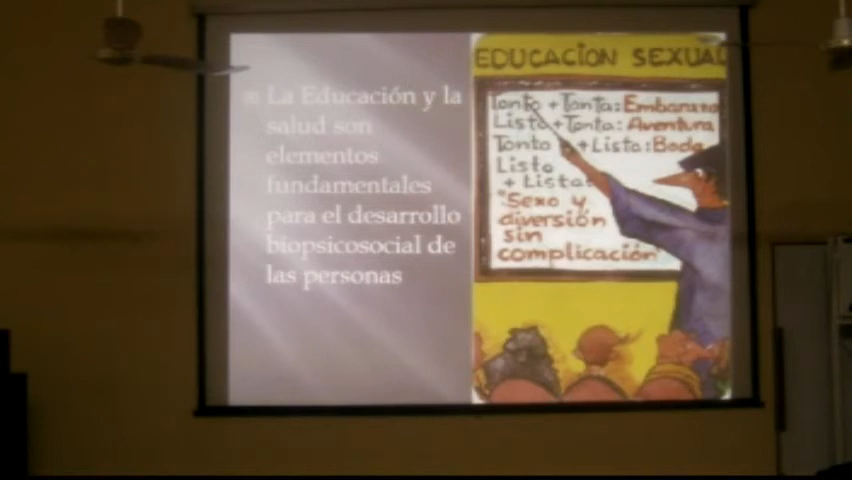 La Educación y la
salud son
elementos
fundamentales
para el desarrollo
biopsicosocial de
las personas
EDUCACION SEXUAL
Tonto + Tonta: Embarazo
Listo + Tonta: Aventura
Tonto + Lista: Boda
Listo
+ Lista:
"Sexo y
diversión
sin
complicación"